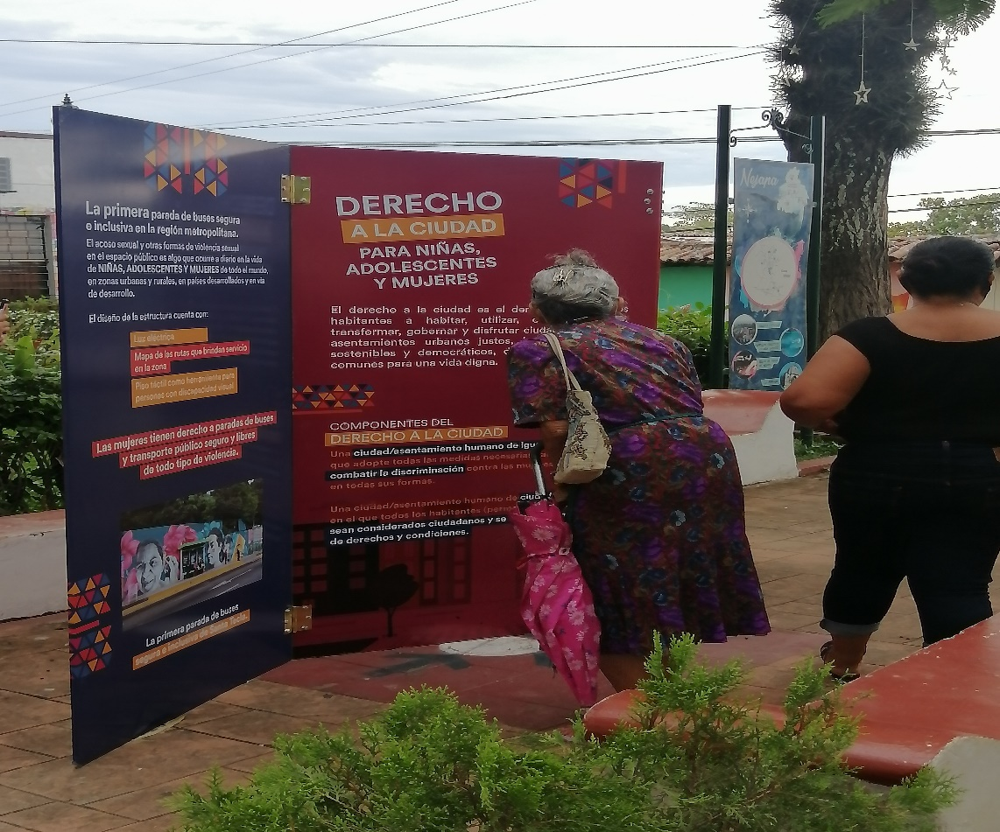 La primera parada de buses segura
e inclusiva en la región metropolitana.
El acoso sexual y otras formas de violencia sexual
en el espacio público es algo que ocurre a diario en la vida
de NIÑAS, ADOLESCENTES Y MUJERES de todo el mundo,
en zonas urbanas y rurales, en países desarrollados y en vía
de desarrollo.
El diseño de la estructura cuenta con:
Luz eléctrica
Mapa de las rutas que brindan servicio
en la zona
Piso táctil como herramienta para
personas con discapacidad visual
Las mujeres tienen derecho a paradas de buses
y transporte público seguro y libres
de todo tipo de violencia.
La primera parada de buses
segura e inclusiva en Santa Tecla.
DERECHO
A LA CIUDAD
PARA NIÑAS,
ADOLESCENTES
Y MUJERES
El derecho a la ciudad es el
habitantes a habitar, utilizar,
transformar, gobernar y disfrutar
asentamientos urbanos justos,
sostenibles y democráticos,
comunes para una vida digna.
COMPONENTES DEL
DERECHO A LA CIUDAD
Una ciudad/asentamiento humano de
que adopte todas las medidas
combatir la discriminación contra las
en todas sus formas.
Una ciudad/asentamiento humano de
en el que todos los habitantes
sean considerados ciudadanos y se
de derechos y condiciones.
Nejapa